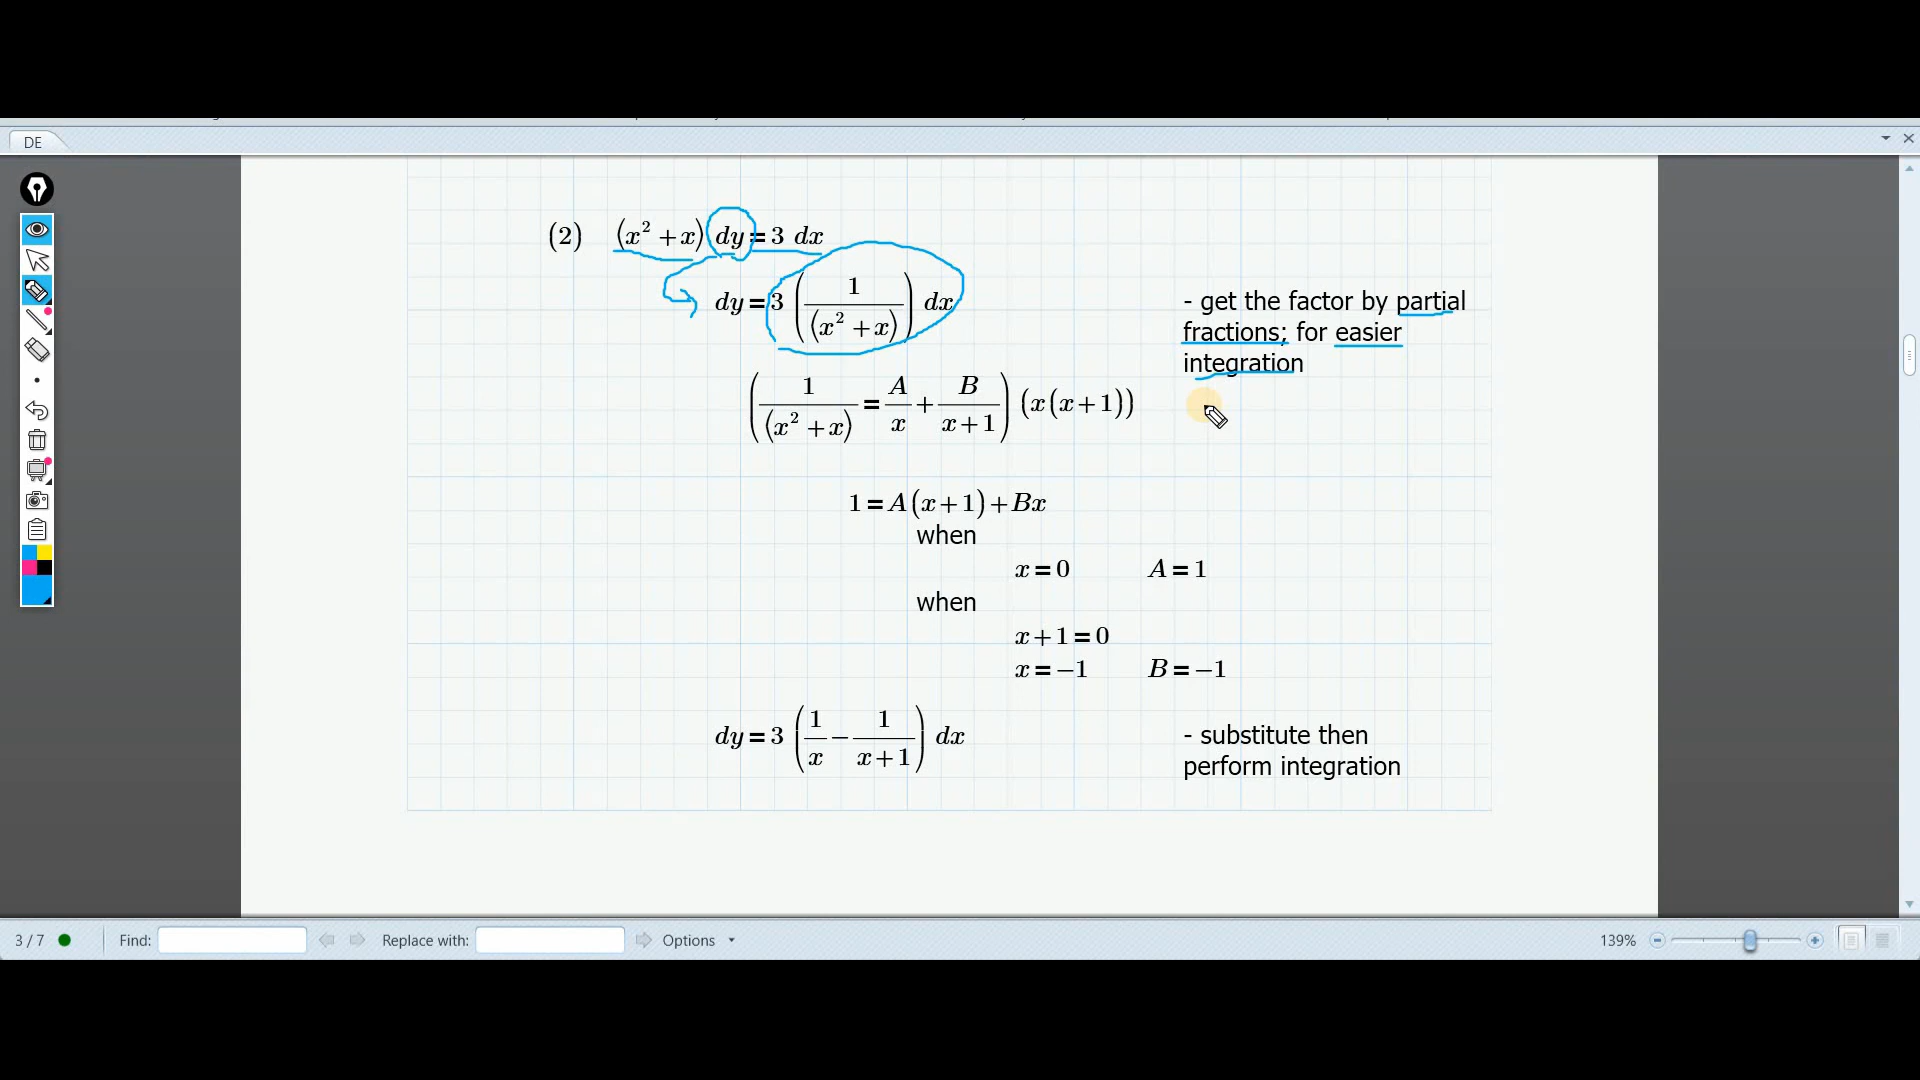 DE
(2) (x² + x) dy = 3 dx
dy = 3 (1/(x² + x)) dx
- get the factor by partial
fractions; for easier
integration
(1/(x² + x) = A/x + B/(x + 1)) (x(x + 1))
1 = A(x + 1) + Bx
when
x = 0 A = 1
when
x + 1 = 0
x = −1 B = −1
dy = 3 (1/x − 1/(x + 1)) dx
- substitute then
perform integration
3 / 7 Find: Replace with: Options 139%